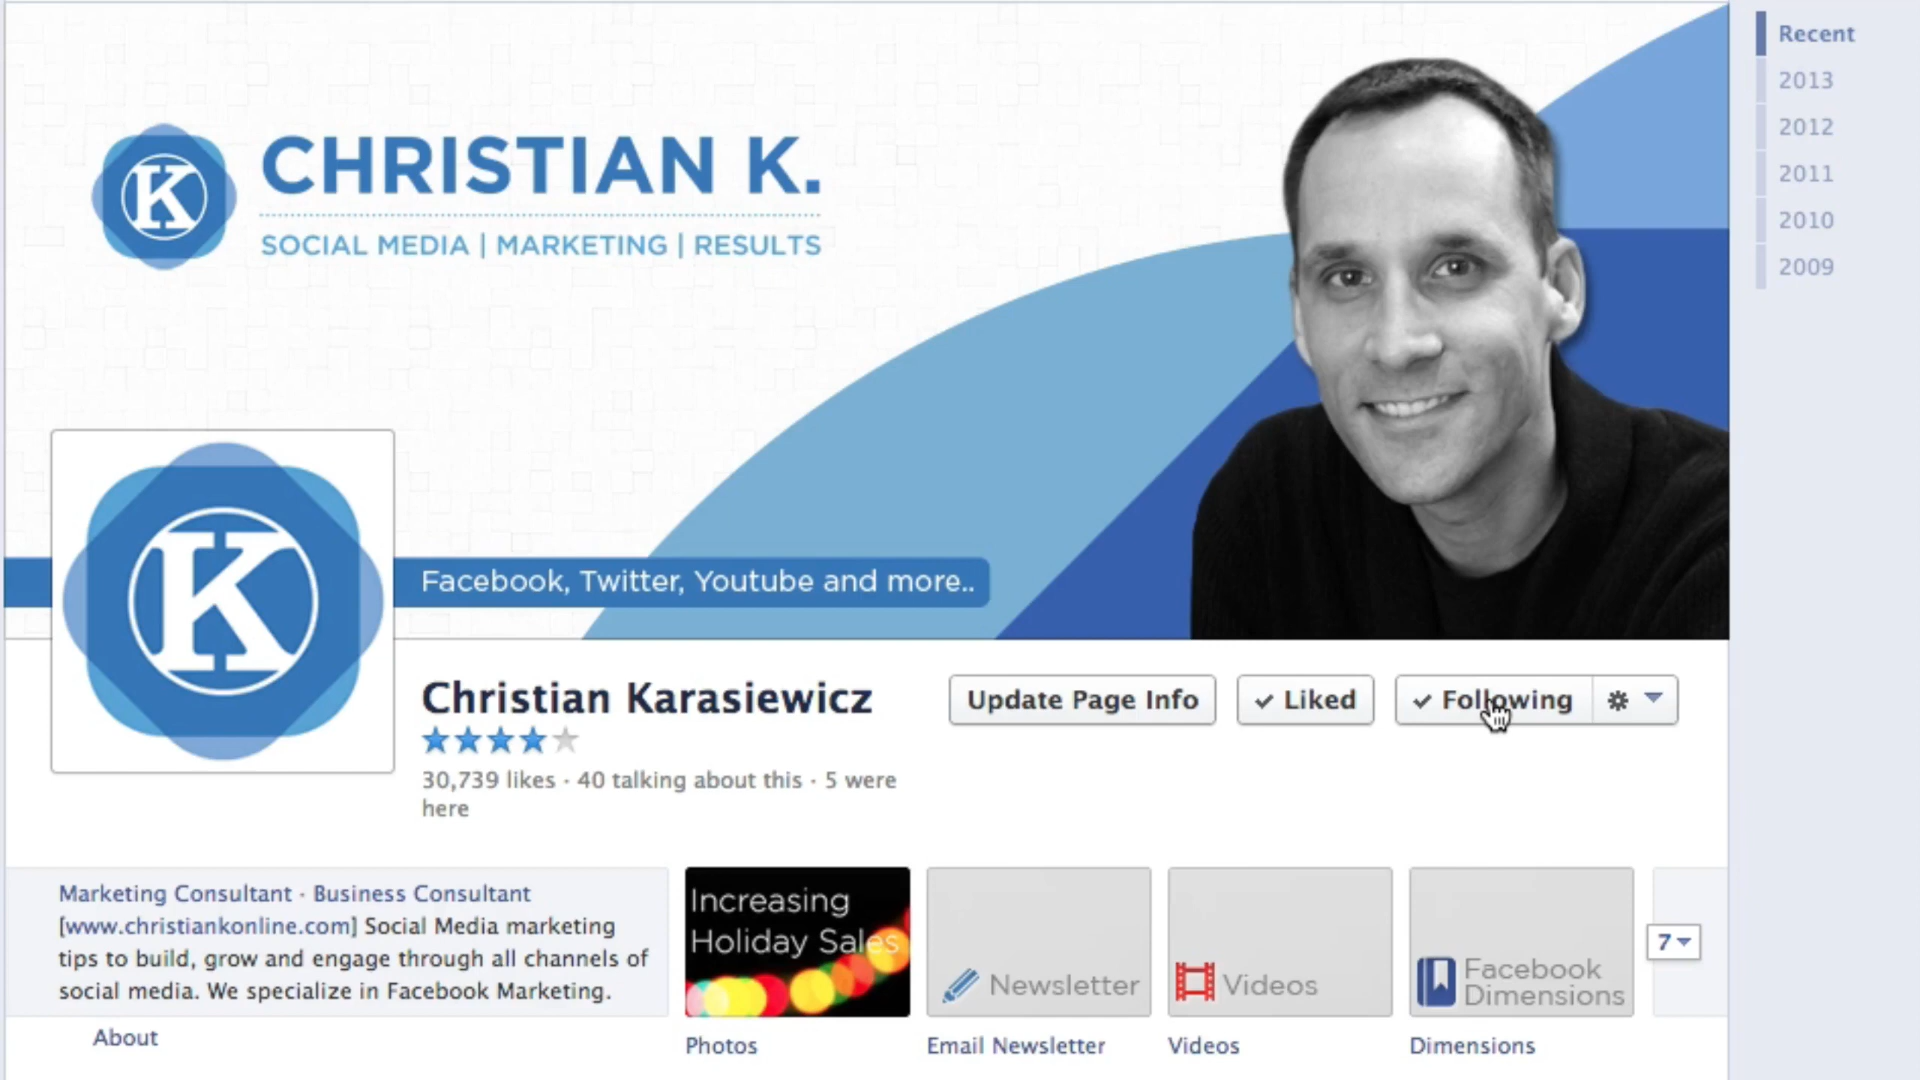 Recent
2013
2012
2011
2010
2009
K
CHRISTIAN K.
SOCIAL MEDIA | MARKETING | RESULTS
K
Facebook, Twitter, Youtube and more..
Christian Karasiewicz
Update Page Info
✓ Liked
✓ Following
30,739 likes · 40 talking about this · 5 were
here
Marketing Consultant · Business Consultant
[www.christiankonline.com] Social Media marketing
tips to build, grow and engage through all channels of
social media. We specialize in Facebook Marketing.
About
Increasing
Holiday Sales
Photos
Newsletter
Email Newsletter
Videos
Videos
Facebook
Dimensions
Dimensions
7